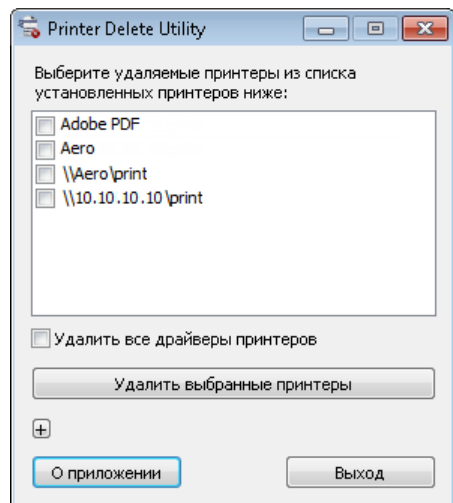 Printer Delete Utility
Выберите удаляемые принтеры из списка
установленных принтеров ниже:
Adobe PDF
Aero
\\Aero\print
\\10.10.10.10\print
Удалить все драйверы принтеров
Удалить выбранные принтеры
О приложении
Выход